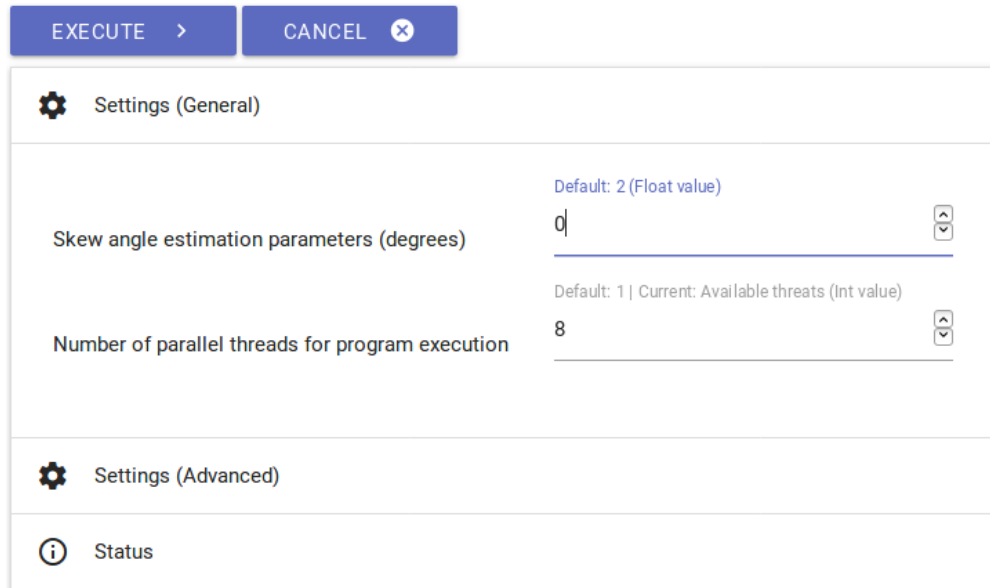 EXECUTE CANCEL
Settings (General)
Default: 2 (Float value)
Skew angle estimation parameters (degrees) 0
Default: 1 | Current: Available threats (Int value)
Number of parallel threads for program execution 8
Settings (Advanced)
Status